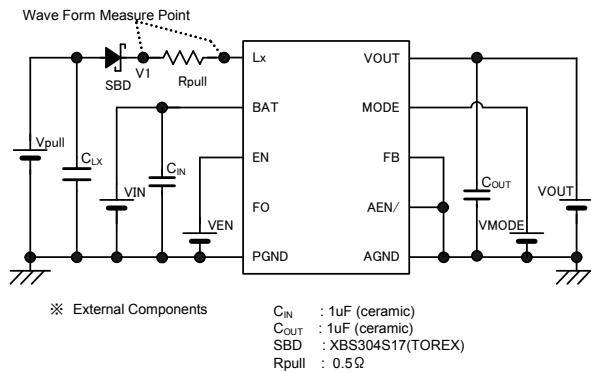 Wave Form Measure Point
SBD
V1
Rpull
Lx
VOUT
BAT
MODE
Vpull
CLX
CIN
VIN
EN
FB
COUT
VOUT
FO
VEN
AEN/
VMODE
PGND
AGND
※ External Components
CIN : 1uF (ceramic)
COUT : 1uF (ceramic)
SBD : XBS304S17(TOREX)
Rpull : 0.5Ω